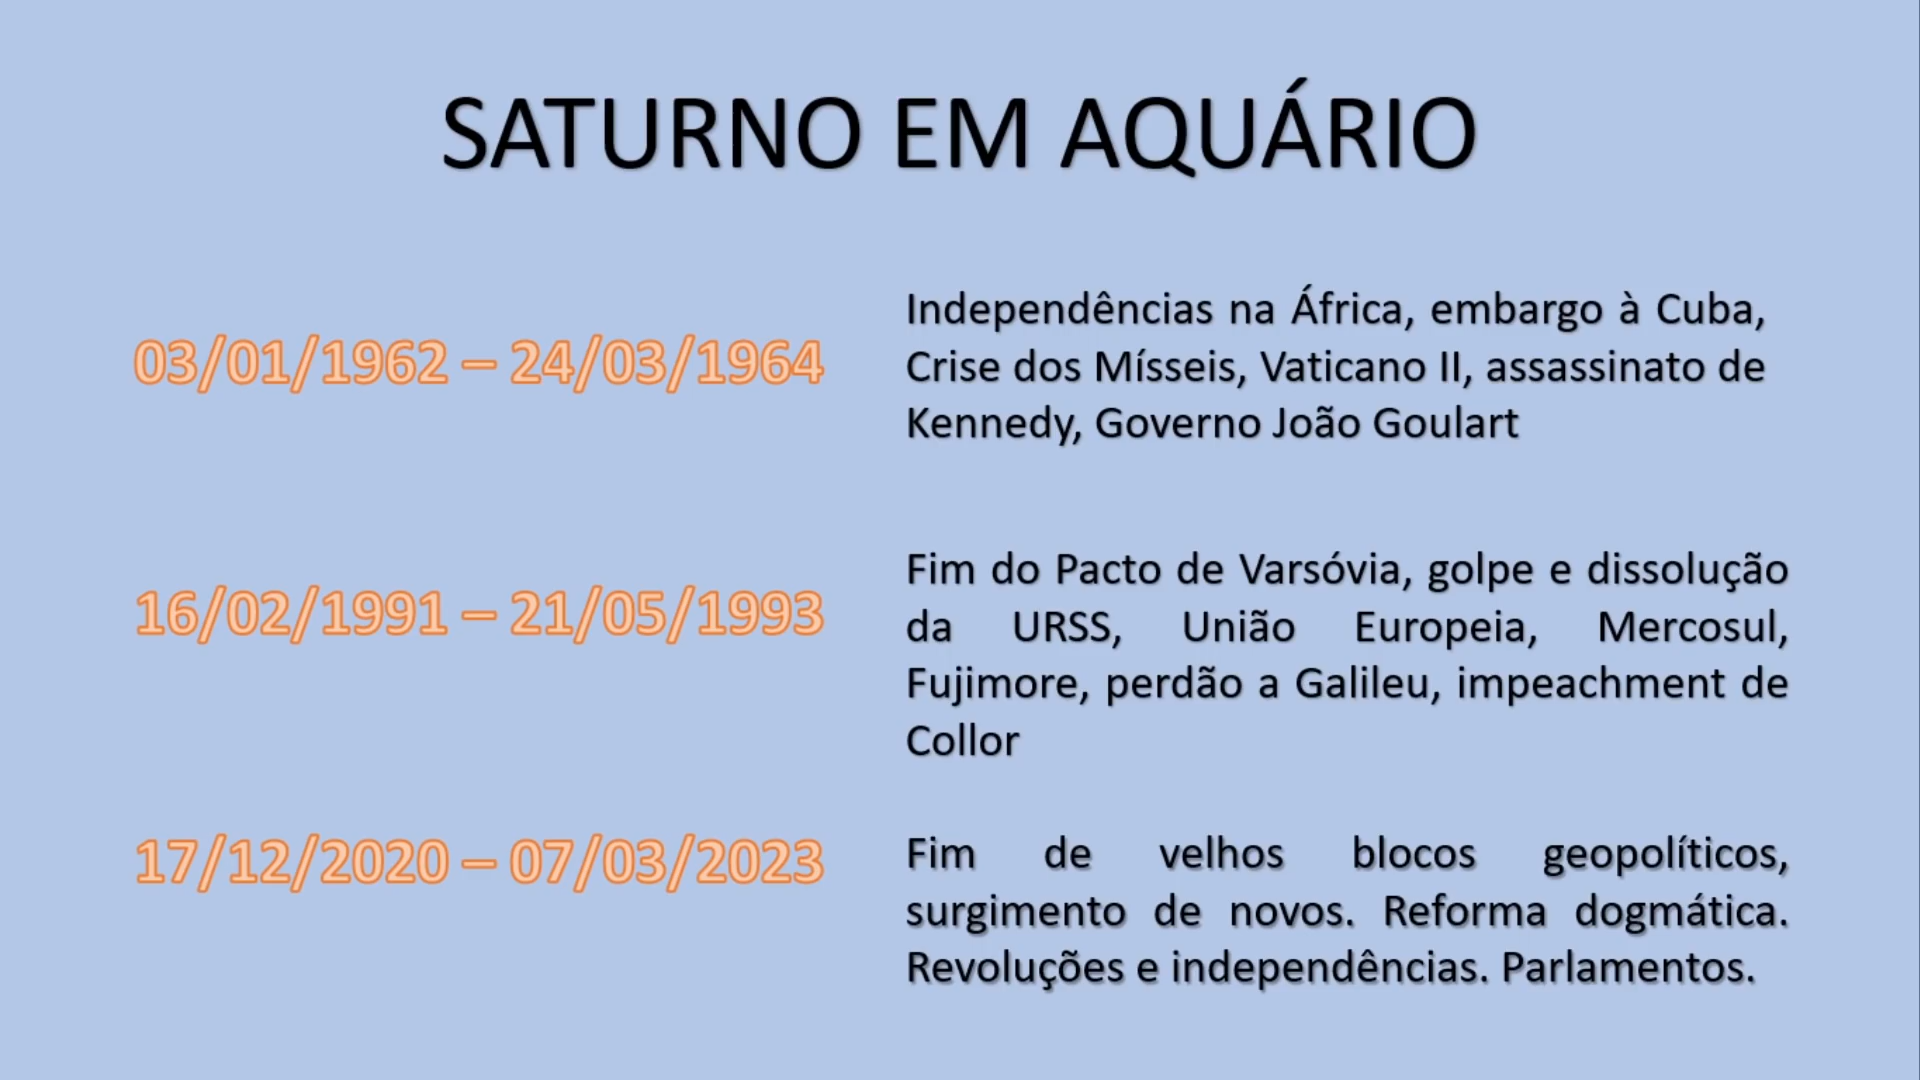 SATURNO EM AQUÁRIO
03/01/1962 – 24/03/1964
Independências na África, embargo à Cuba,
Crise dos Mísseis, Vaticano II, assassinato de
Kennedy, Governo João Goulart
16/02/1991 – 21/05/1993
Fim do Pacto de Varsóvia, golpe e dissolução
da URSS, União Europeia, Mercosul,
Fujimore, perdão a Galileu, impeachment de
Collor
17/12/2020 – 07/03/2023
Fim de velhos blocos geopolíticos,
surgimento de novos. Reforma dogmática.
Revoluções e independências. Parlamentos.